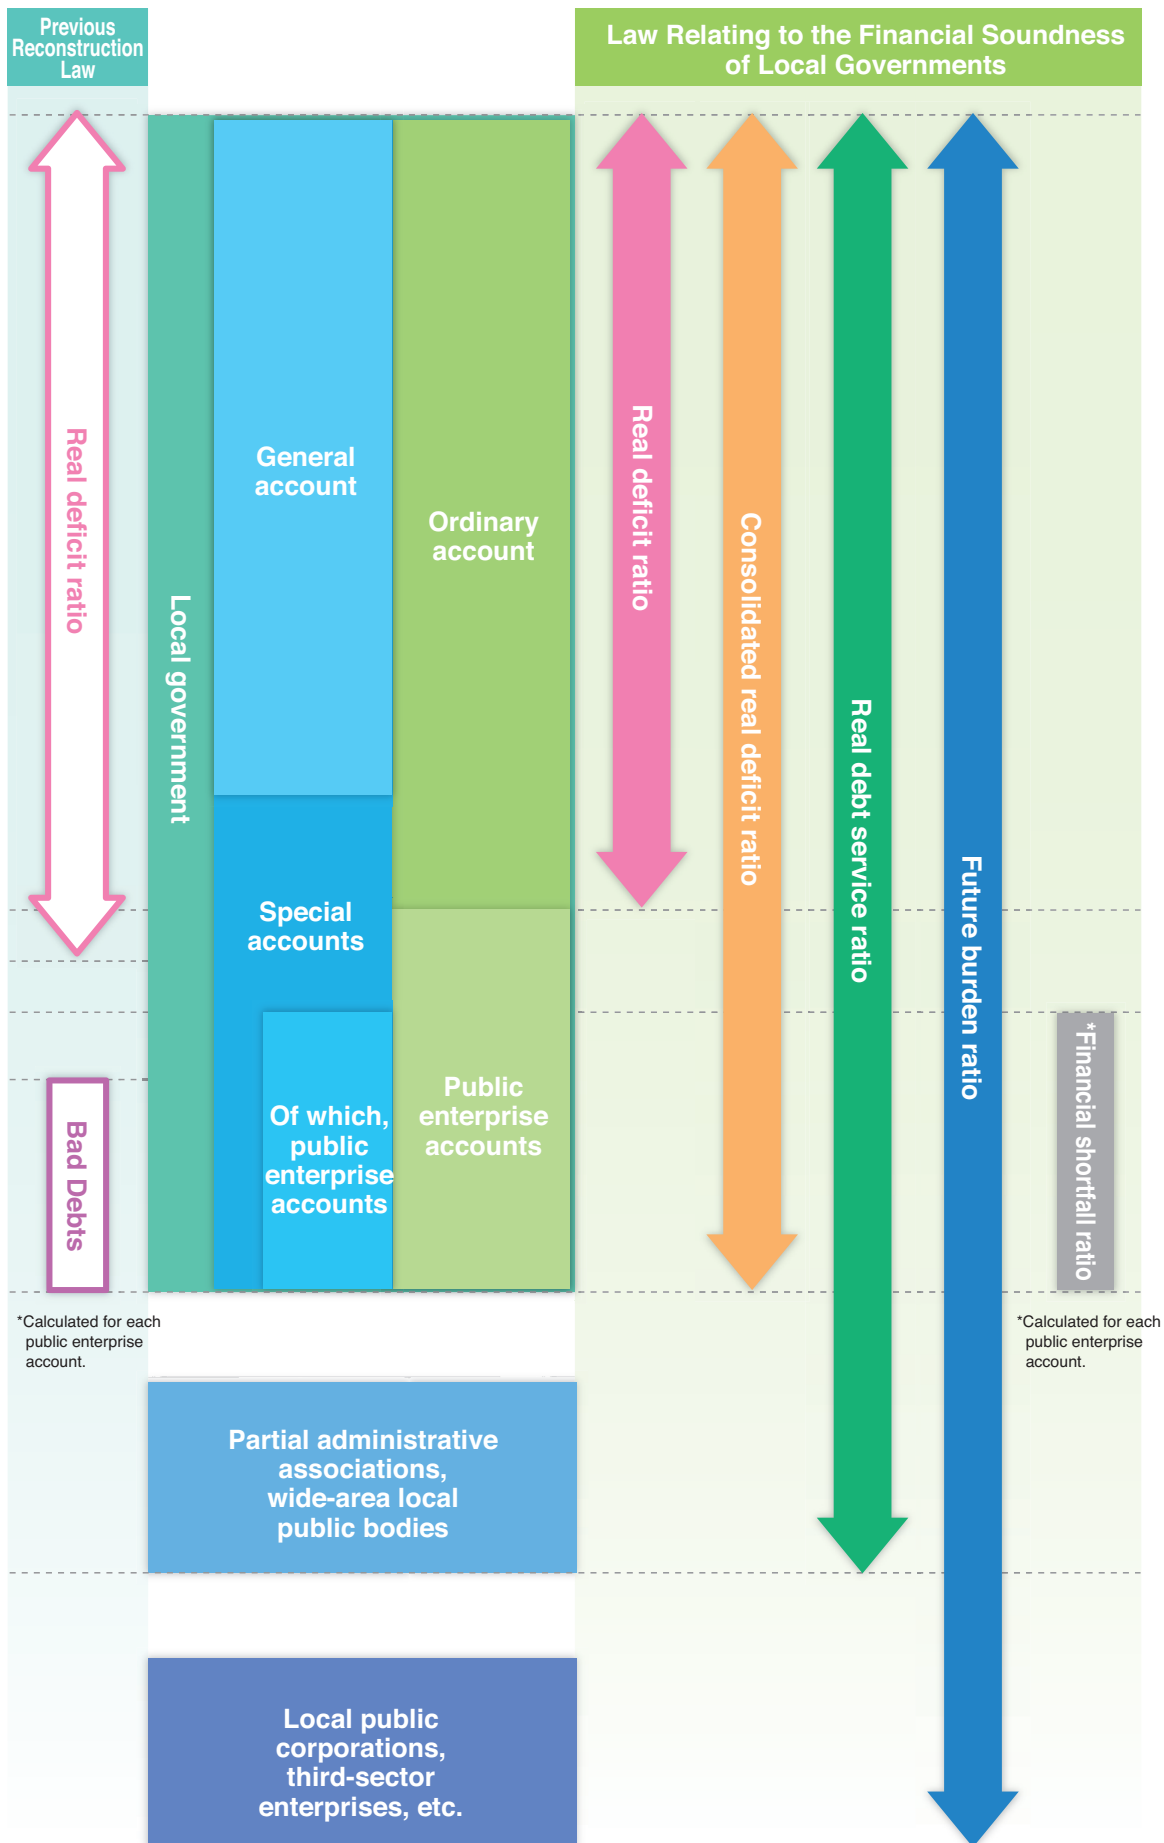 Previous
Reconstruction
Law
Law Relating to the Financial Soundness
of Local Governments
Real deficit ratio
Bad Debts
*Calculated for each
public enterprise
account.
Local government
General
account
Special
accounts
Of which,
public
enterprise
accounts
Ordinary
account
Public
enterprise
accounts
Partial administrative
associations,
wide-area local
public bodies
Local public
corporations,
third-sector
enterprises, etc.
Real deficit ratio
Consolidated real deficit ratio
Real debt service ratio
Future burden ratio
*Financial shortfall ratio
*Calculated for each
public enterprise
account.